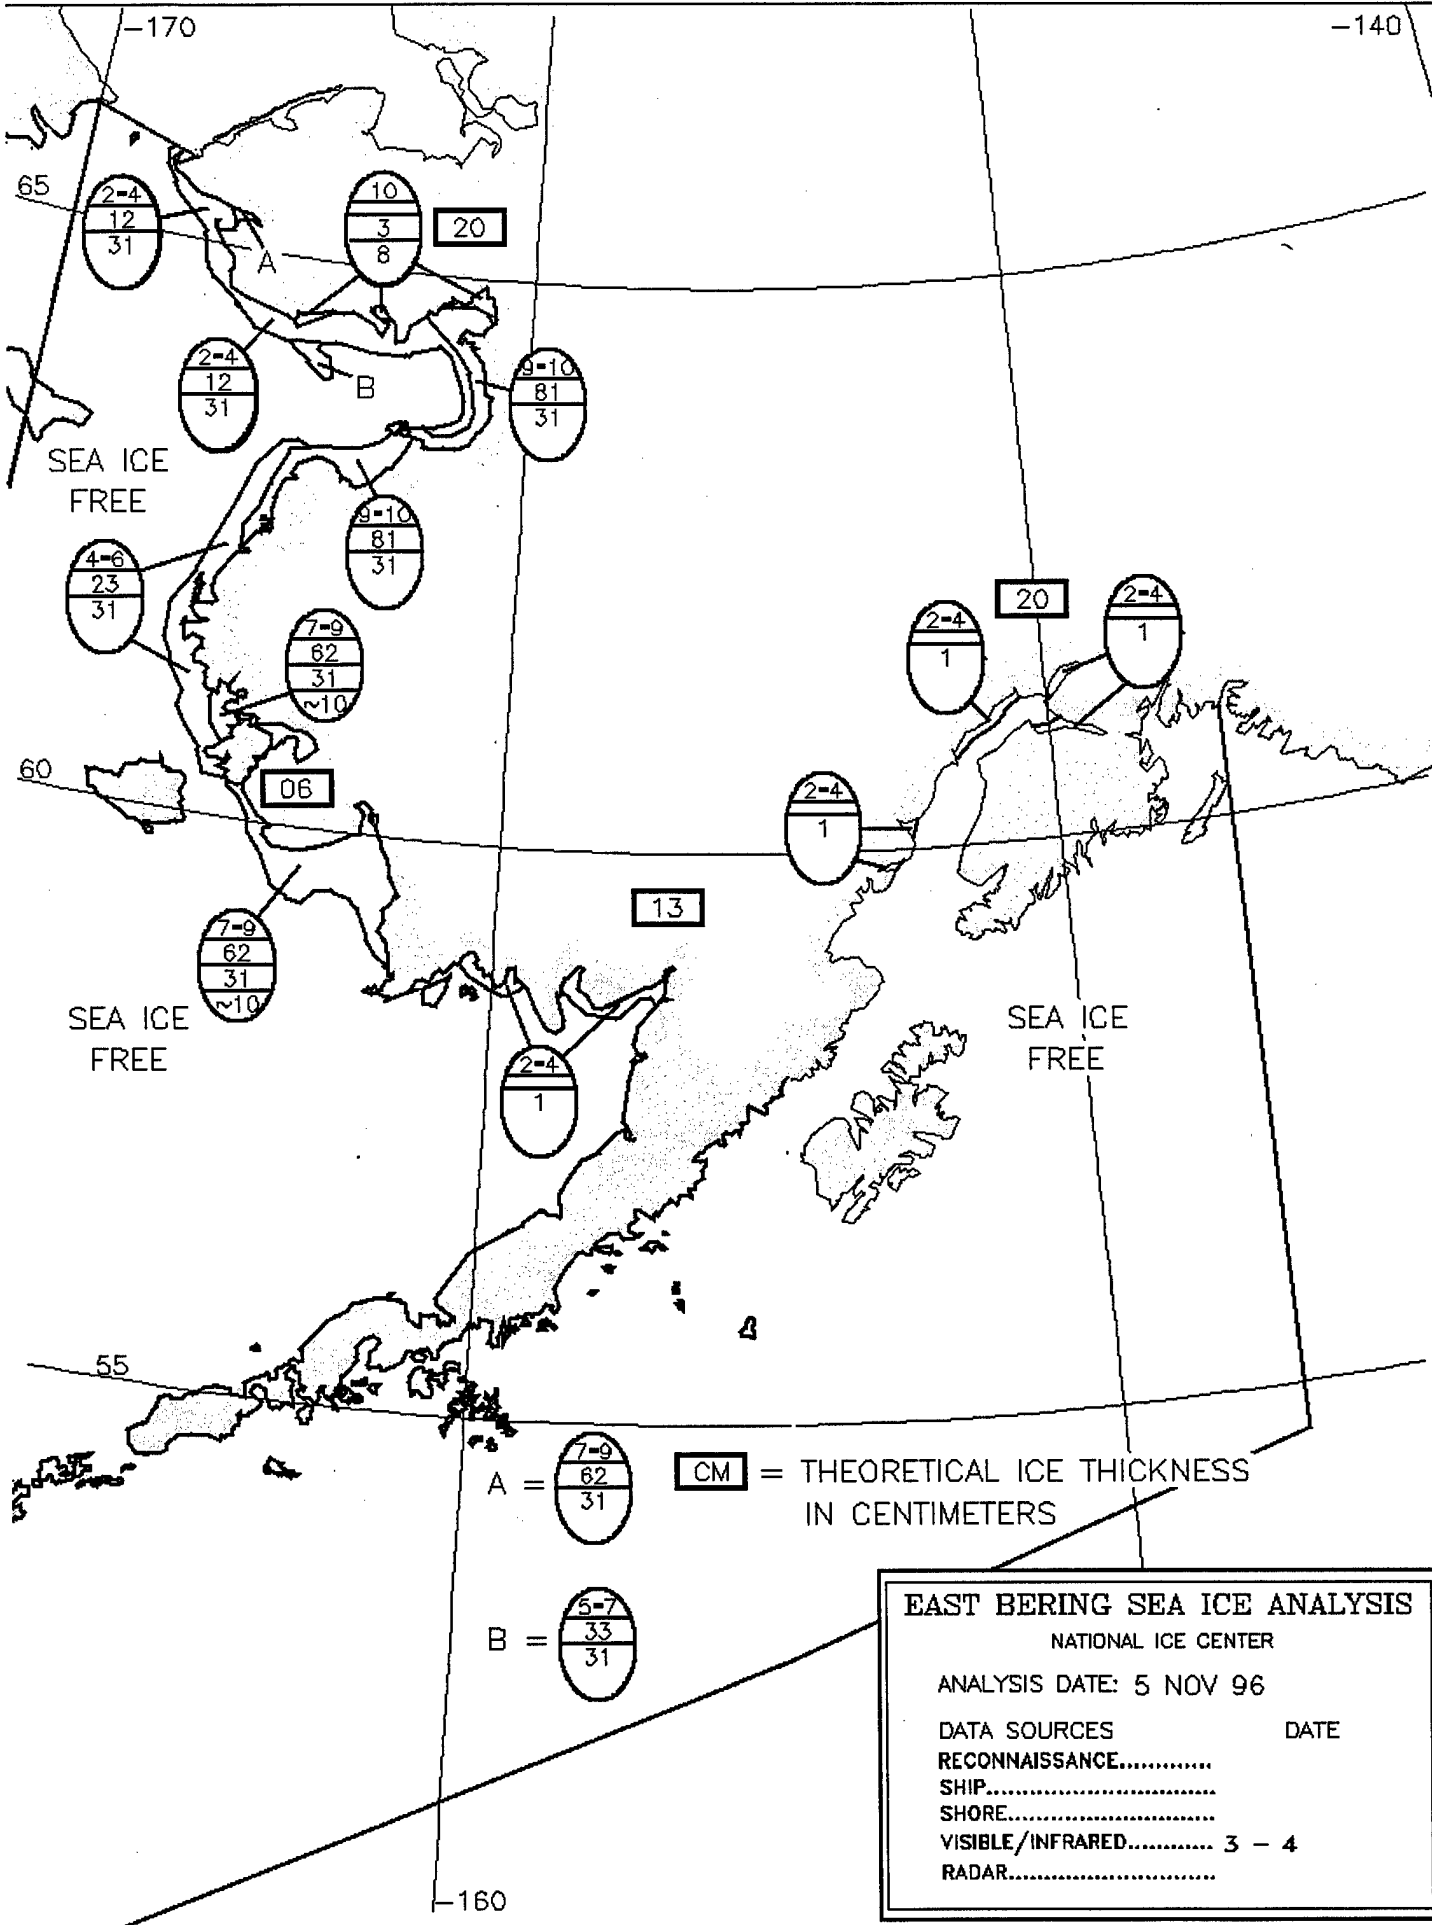 -170
-140
65
2-4
12
31
10
3
8
20
A
2-4
12
31
B
9-10
81
31
SEA ICE
FREE
9-10
81
31
4-6
23
31
7-9
62
31
~10
20
2-4
1
2-4
1
60
06
2-4
1
13
7-9
62
31
~10
SEA ICE
FREE
SEA ICE
FREE
2-4
1
55
A =
7-9
62
31
CM = THEORETICAL ICE THICKNESS
IN CENTIMETERS
B =
5-7
33
31
EAST BERING SEA ICE ANALYSIS
NATIONAL ICE CENTER
ANALYSIS DATE: 5 NOV 96
DATA SOURCES DATE
RECONNAISSANCE.............
SHIP.................................
SHORE..............................
VISIBLE/INFRARED............ 3 - 4
RADAR..............................
-160